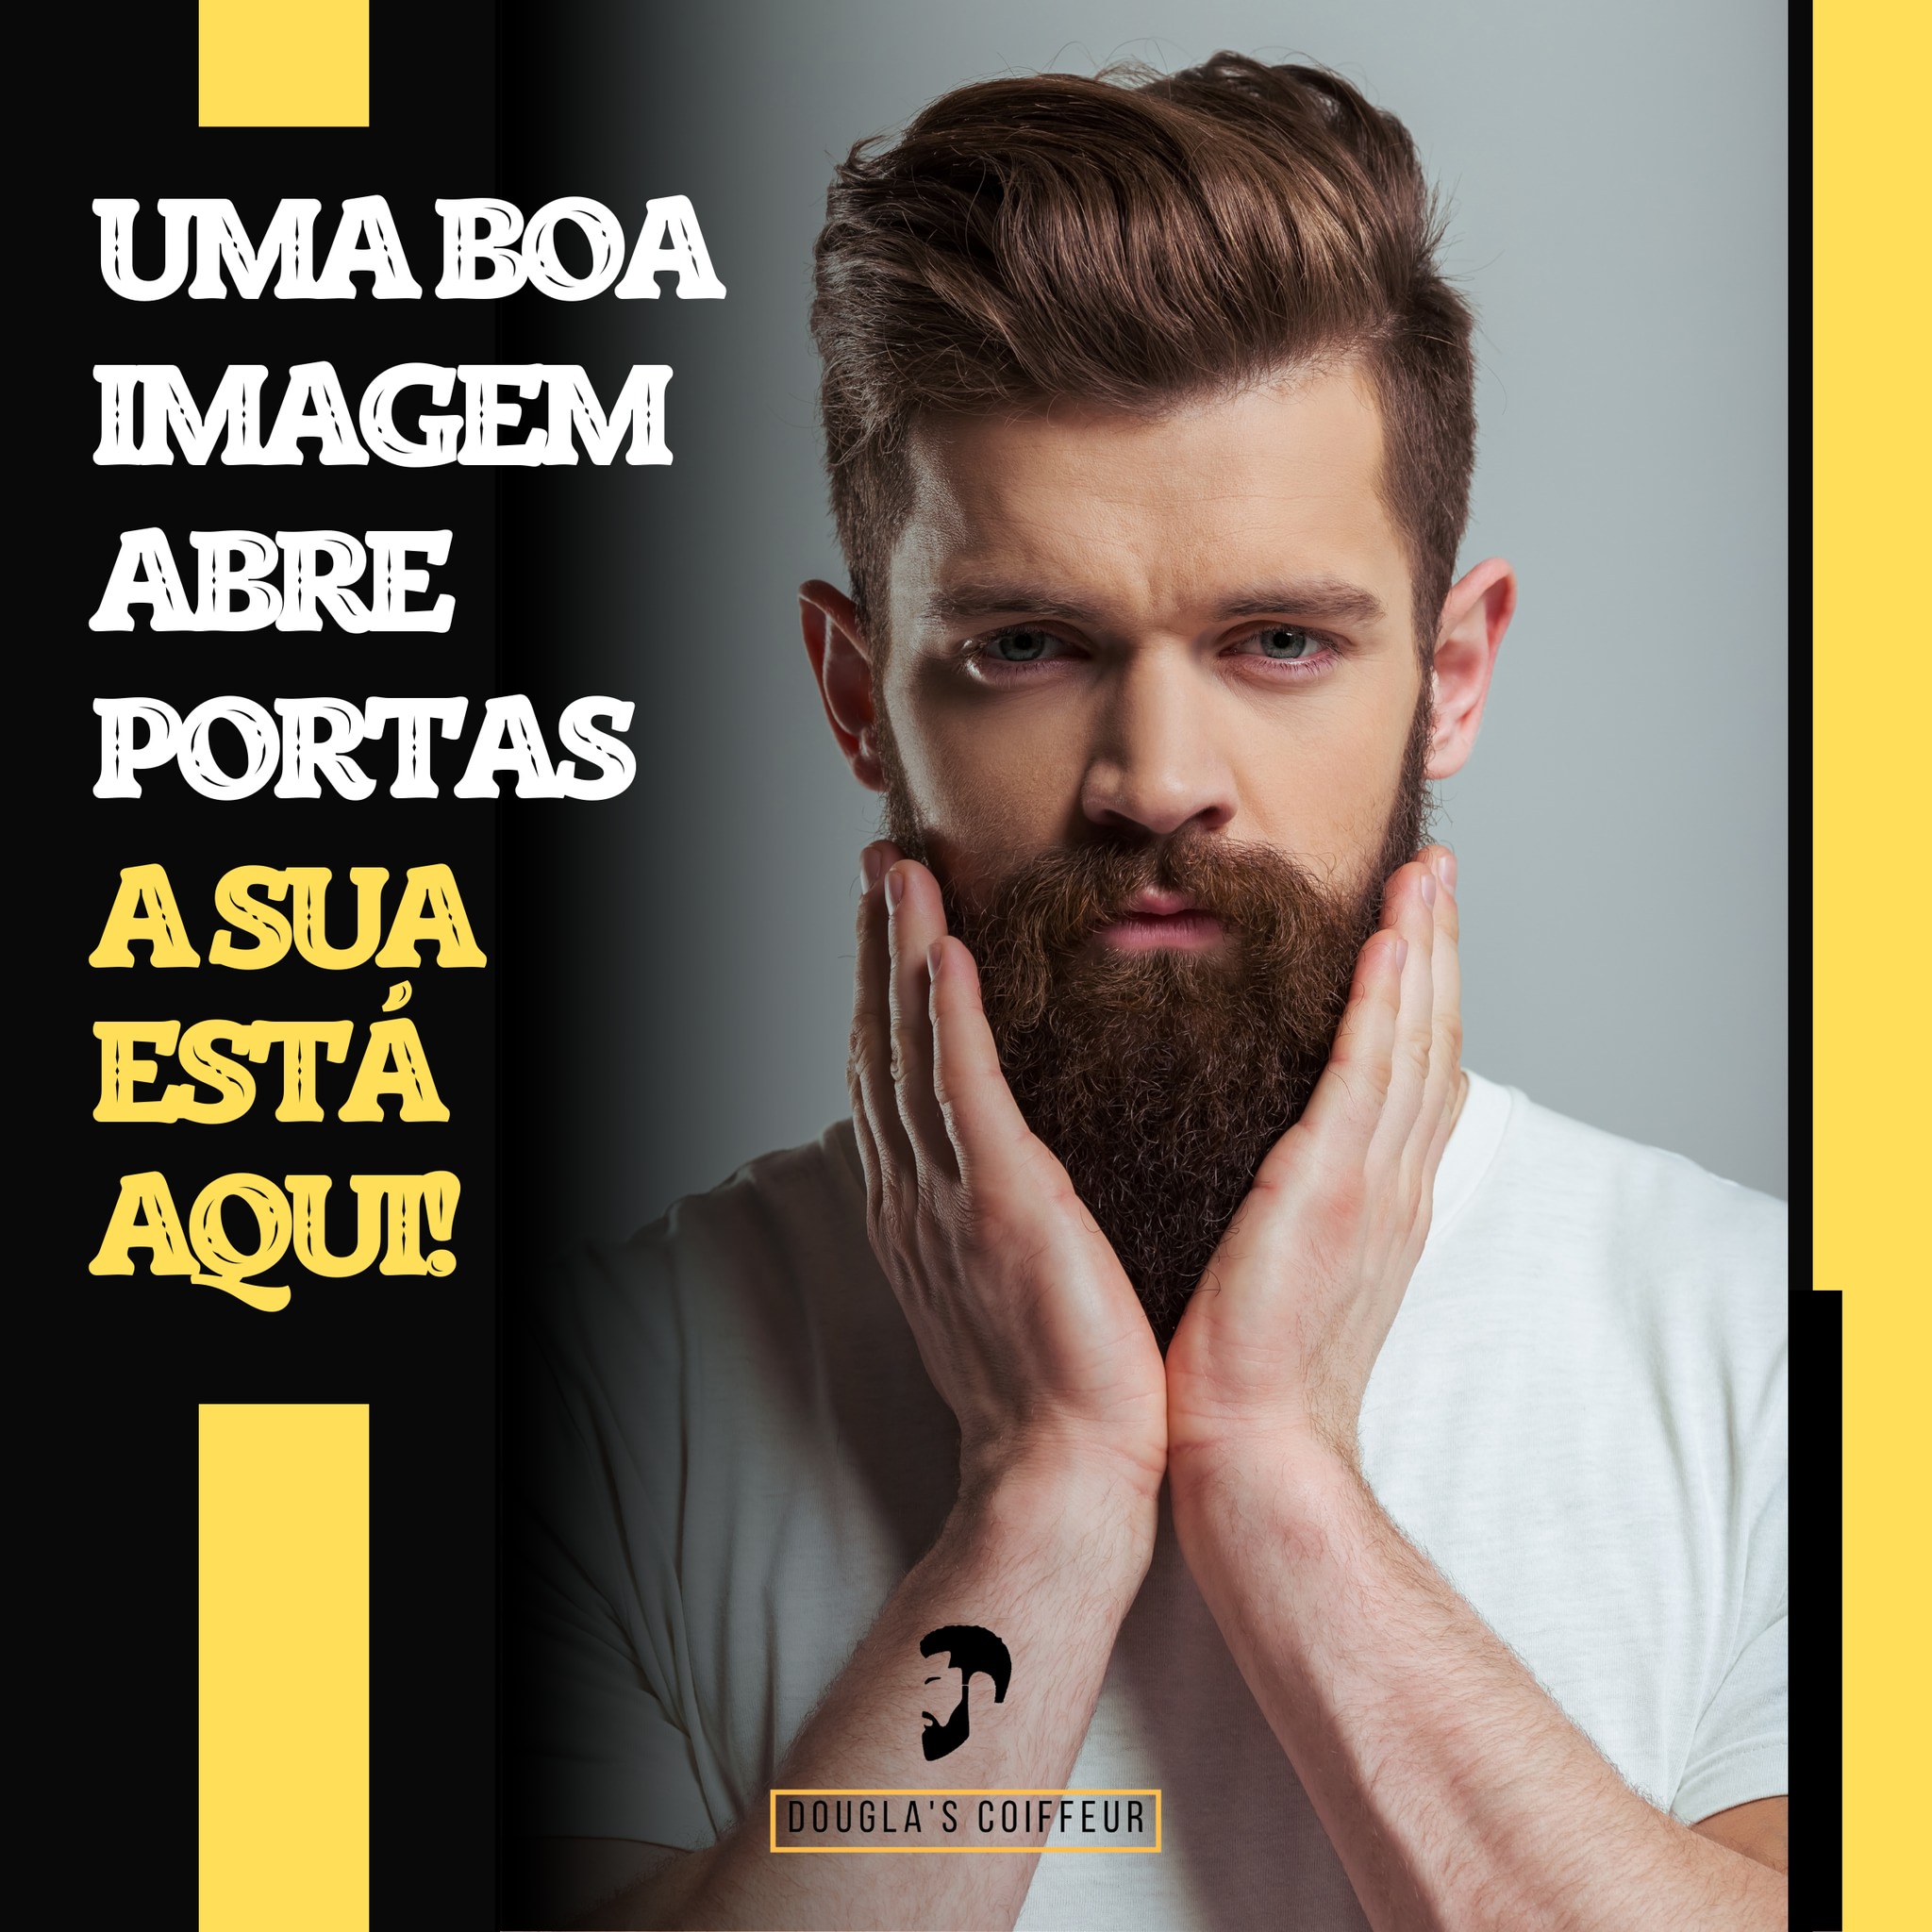 UMA BOA
IMAGEM
ABRE
PORTAS
A SUA
ESTÁ
AQUI!
DOUGLA'S COIFFEUR